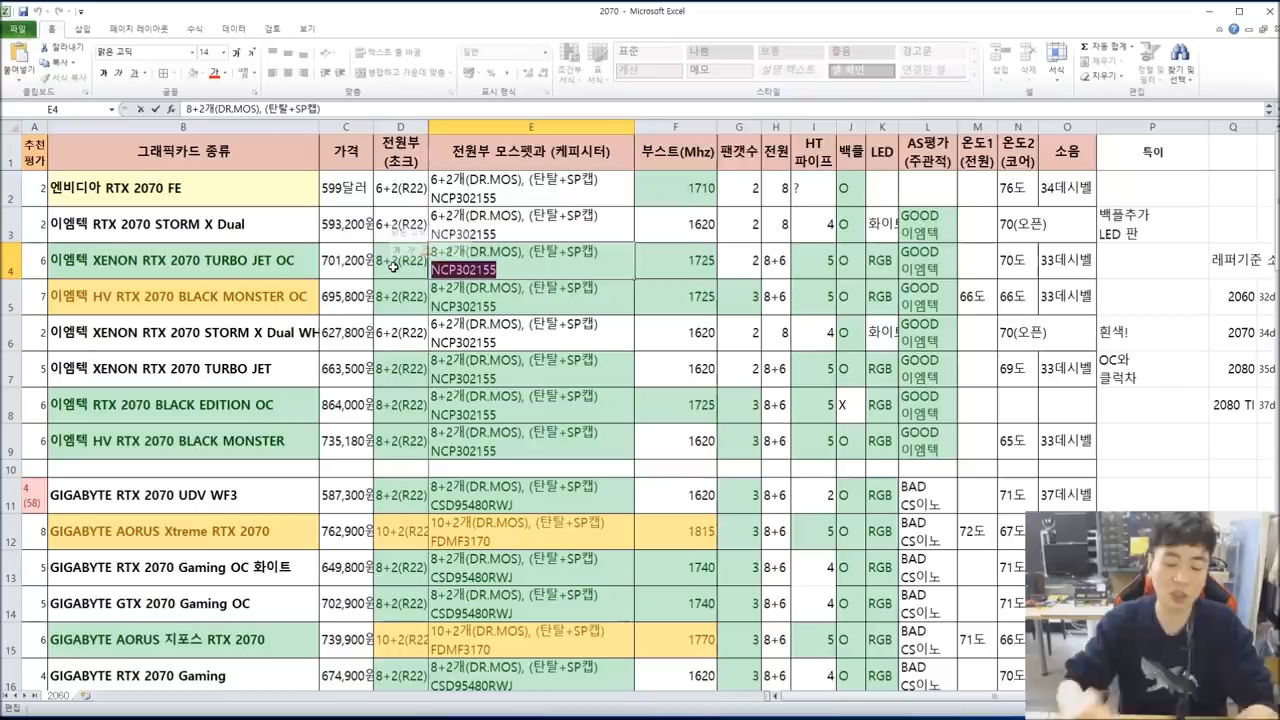 2070 - Microsoft Excel
파일 홈 삽입 페이지 레이아웃 수식 데이터 검토 보기
잘라내기 맑은 고딕 14 텍스트 줄 바꿈 일반 표준 나쁨 보통 좋음 경고문 자동 합계
붙여넣기 복사 조건부 서식 표 서식 삽입 삭제 서식 채우기 정렬 및 필터 찾기 및 선택
서식 복사 병합하고 가운데 맞춤 계산 메모 설명 텍스트 셀 확인 연결된 셀 지우기
클립보드 글꼴 맞춤 표시 형식 스타일 셀 편집
E4 8+2개(DR.MOS), (탄탈+SP캡)
A B C D E F G H I J K L M N O P Q
1 추천 평가 그래픽카드 종류 가격 전원부 (초크) 전원부 모스펫과 (케피시터) 부스트(Mhz) 팬갯수 전원 HT 파이프 백플 LED AS평가 (주관적) 온도1 (전원) 온도2 (코어) 소음 특이
2 2 엔비디아 RTX 2070 FE 599달러 6+2(R22) 6+2개(DR.MOS), (탄탈+SP캡) NCP302155 1710 2 8 ? O 76도 34데시벨
3 2 이엠텍 RTX 2070 STORM X Dual 593,200원 6+2(R22) 6+2개(DR.MOS), (탄탈+SP캡) NCP302155 1620 2 8 4 O 화이트 GOOD 이엠텍 70(오픈) 백플추가 LED 판
4 6 이엠텍 XENON RTX 2070 TURBO JET OC 701,200원 8+2(R22) 8+2개(DR.MOS), (탄탈+SP캡) NCP302155 1725 2 8+6 5 O RGB GOOD 이엠텍 70도 33데시벨 레퍼기준 소
5 7 이엠텍 HV RTX 2070 BLACK MONSTER OC 695,800원 8+2(R22) 8+2개(DR.MOS), (탄탈+SP캡) NCP302155 1725 3 8+6 5 O RGB GOOD 이엠텍 66도 66도 33데시벨 2060 32d
6 2 이엠텍 XENON RTX 2070 STORM X Dual WH 627,800원 6+2(R22) 6+2개(DR.MOS), (탄탈+SP캡) NCP302155 1620 2 8 4 O 화이트 GOOD 이엠텍 70(오픈) 흰색! 2070 34d
7 5 이엠텍 XENON RTX 2070 TURBO JET 663,500원 8+2(R22) 8+2개(DR.MOS), (탄탈+SP캡) NCP302155 1620 2 8+6 5 O RGB GOOD 이엠텍 69도 33데시벨 OC와 클럭차 2080 35d
8 6 이엠텍 RTX 2070 BLACK EDITION OC 864,000원 8+2(R22) 8+2개(DR.MOS), (탄탈+SP캡) NCP302155 1725 3 8+6 5 X RGB GOOD 이엠텍 2080 TI 37d
9 6 이엠텍 HV RTX 2070 BLACK MONSTER 735,180원 8+2(R22) 8+2개(DR.MOS), (탄탈+SP캡) NCP302155 1620 3 8+6 5 O RGB GOOD 이엠텍 65도 33데시벨
10
11 4 (58) GIGABYTE RTX 2070 UDV WF3 587,300원 8+2(R22) 8+2개(DR.MOS), (탄탈+SP캡) CSD95480RWJ 1620 3 8+6 2 O RGB BAD CS이노 71도 37데시벨
12 8 GIGABYTE AORUS Xtreme RTX 2070 762,900원 10+2(R22 10+2개(DR.MOS), (탄탈+SP캡) FDMF3170 1815 3 8+6 5 O RGB BAD CS이노 72도 67도
13 5 GIGABYTE RTX 2070 Gaming OC 화이트 649,800원 8+2(R22) 8+2개(DR.MOS), (탄탈+SP캡) CSD95480RWJ 1740 3 8+6 4 O RGB BAD CS이노 71도
14 5 GIGABYTE GTX 2070 Gaming OC 702,900원 8+2(R22) 8+2개(DR.MOS), (탄탈+SP캡) CSD95480RWJ 1740 3 8+6 4 O RGB BAD CS이노 71도
15 6 GIGABYTE AORUS 지포스 RTX 2070 739,900원 10+2(R22 10+2개(DR.MOS), (탄탈+SP캡) FDMF3170 1770 3 8+6 5 O RGB BAD CS이노 71도 66도
16 4 GIGABYTE RTX 2070 Gaming 674,900원 8+2(R22) 8+2개(DR.MOS), (탄탈+SP캡) CSD95480RWJ 1620 3 8+6 4 O RGB BAD CS이노 71도
2060
편집